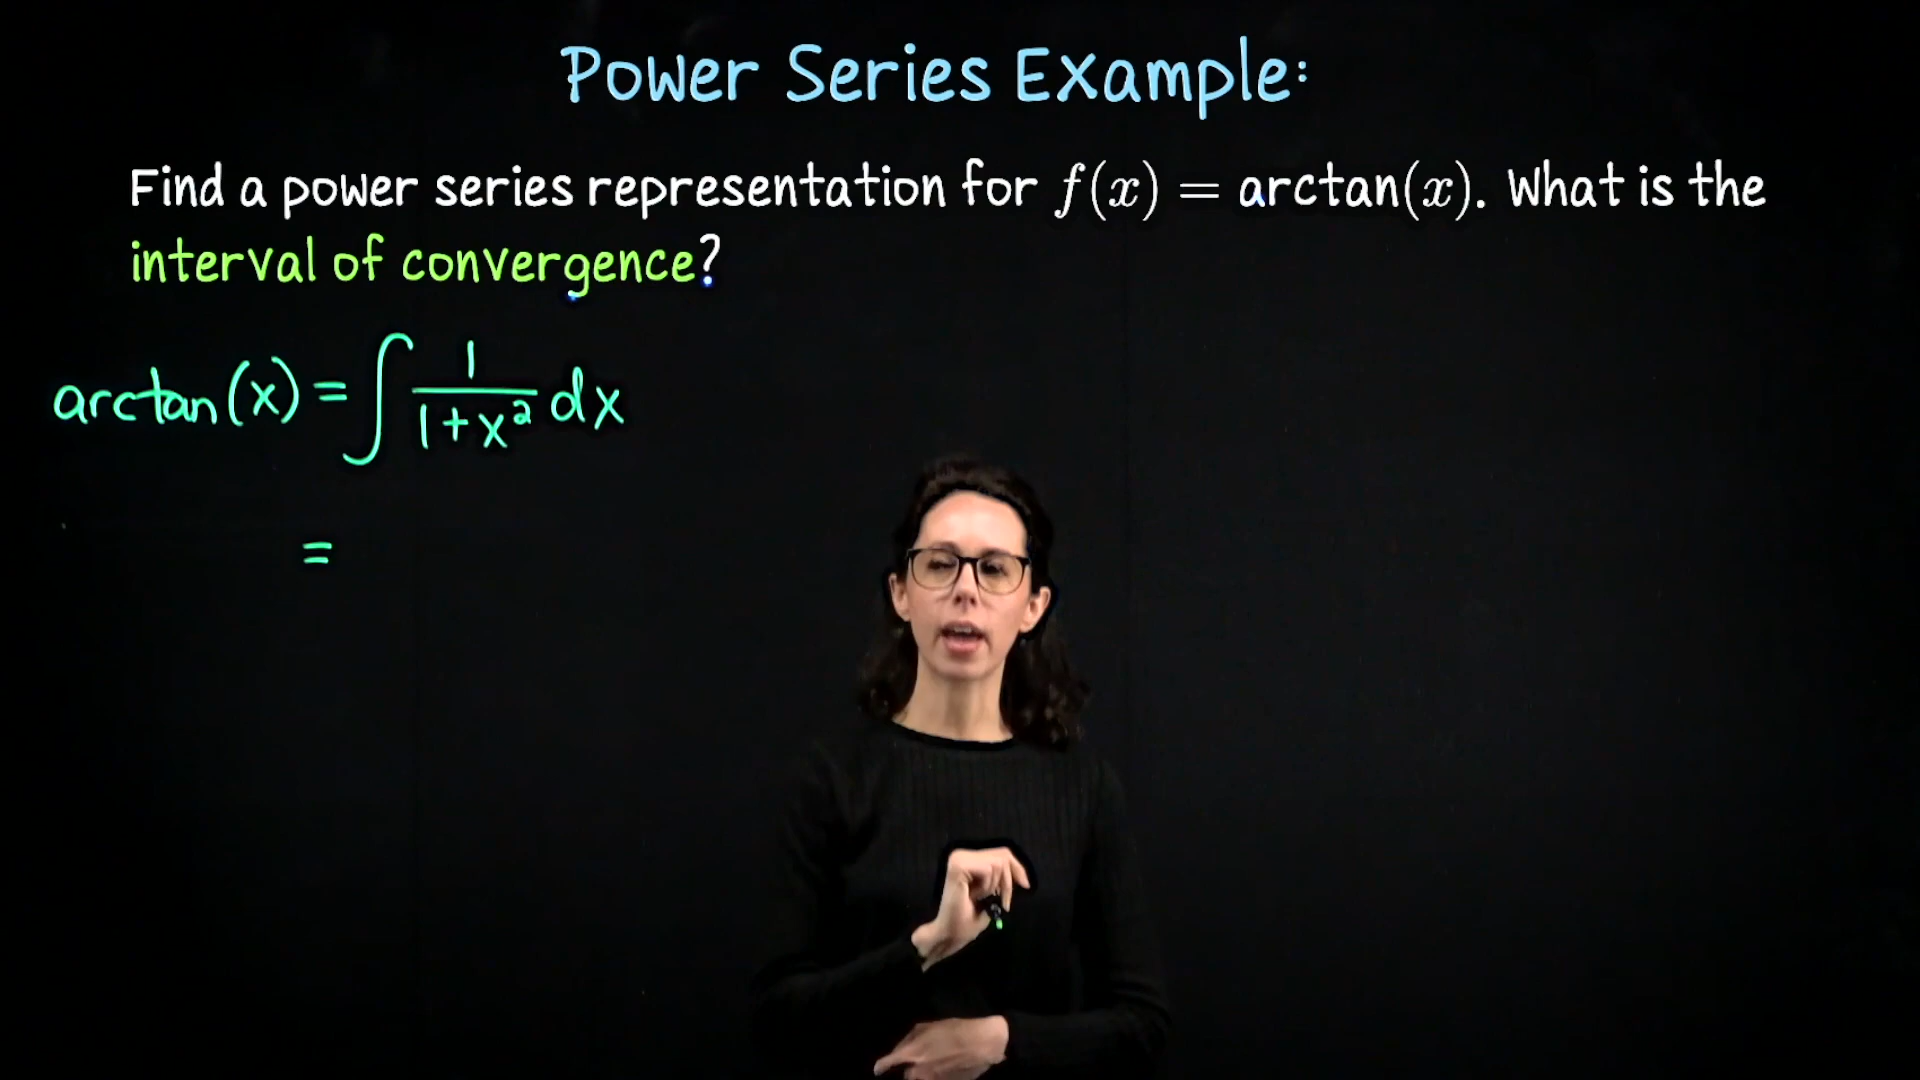 Power Series Example:
Find a power series representation for f(x) = arctan(x). What is the
interval of convergence?
arctan(x) = ∫ 1/(1+x²) dx
=